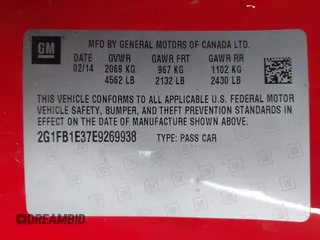 GM
MFD BY GENERAL MOTORS OF CANADA LTD.
DATE GVWR GAWR FRT GAWR RR
02/14 2069 KG 967 KG 1102 KG
4562 LB 2132 LB 2430 LB
THIS VEHICLE CONFORMS TO ALL APPLICABLE U.S. FEDERAL MOTOR
VEHICLE SAFETY, BUMPER, AND THEFT PREVENTION STANDARDS IN
EFFECT ON THE DATE OF MANUFACTURE SHOWN ABOVE.
2G1FB1E37E9269938 TYPE: PASS CAR
©DREAMBID